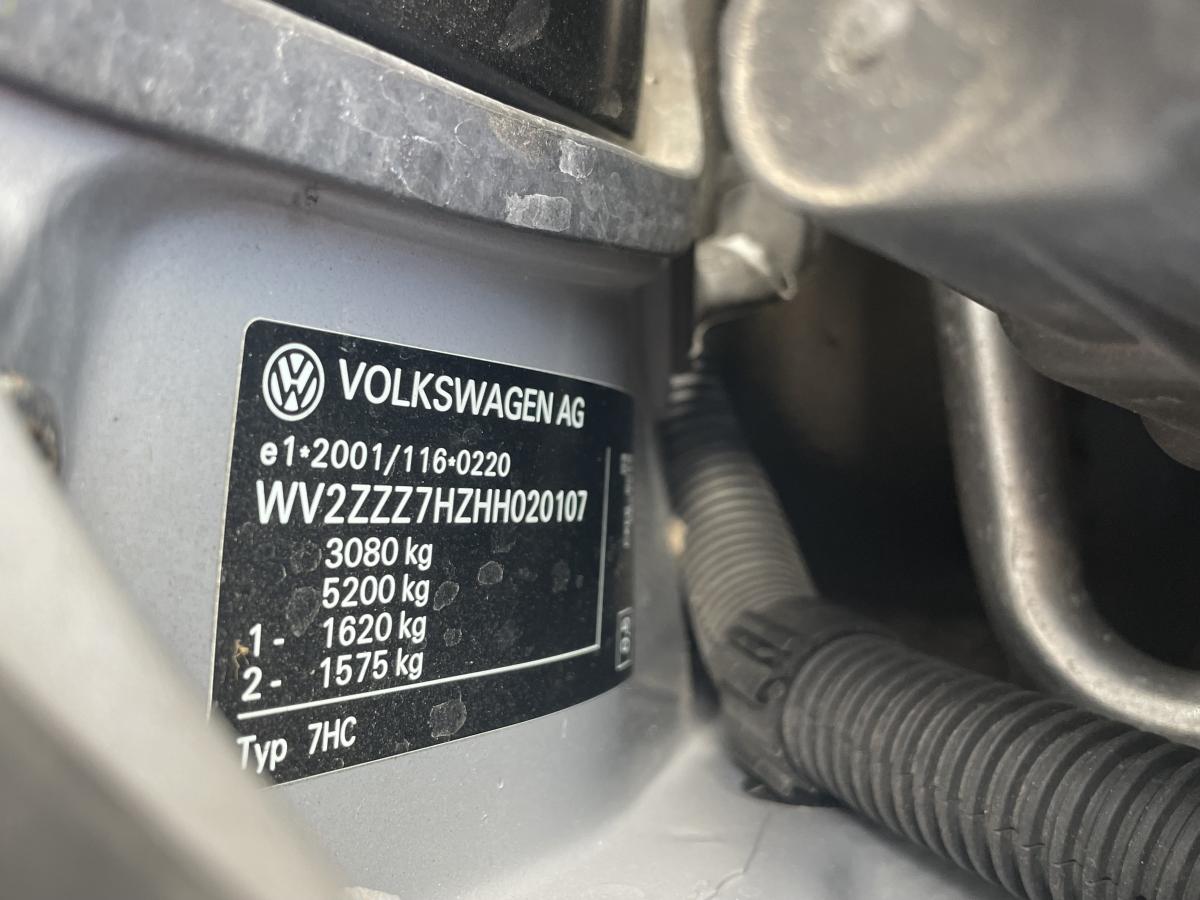 VOLKSWAGEN AG
e1*2001/116*0220
WV2ZZZ7HZHH020107
3080 kg
5200 kg
1- 1620 kg
2- 1575 kg
Typ 7HC